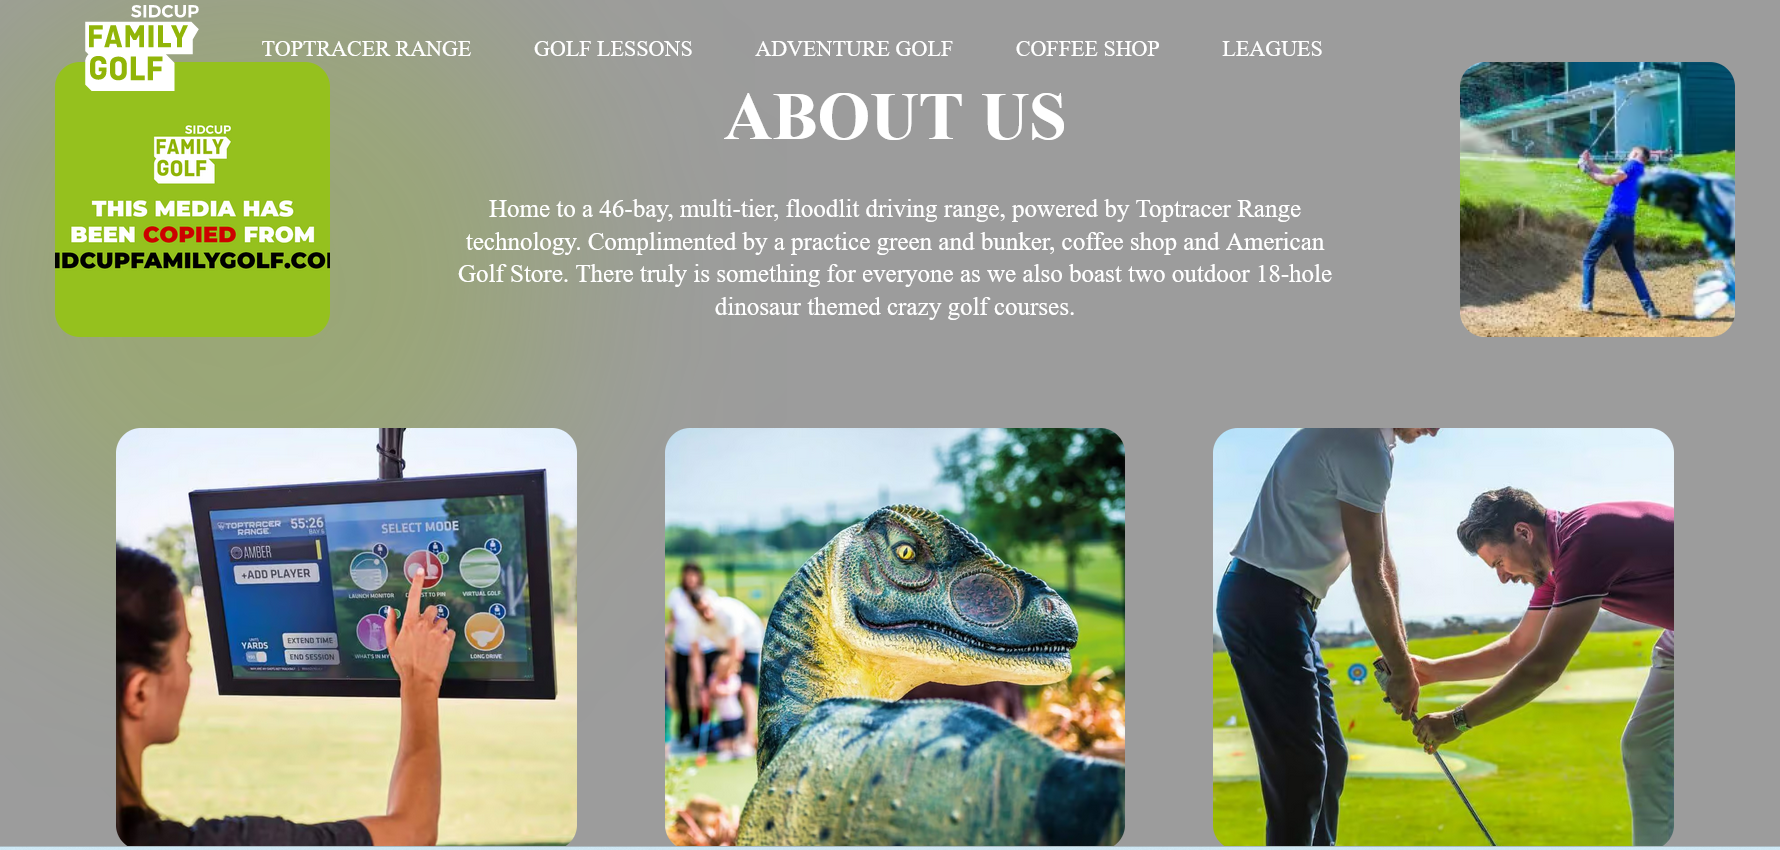 SIDCUP
FAMILY
GOLF
TOPTRACER RANGE
GOLF LESSONS
ADVENTURE GOLF
COFFEE SHOP
LEAGUES
SIDCUP
FAMILY
GOLF
THIS MEDIA HAS
BEEN COPIED FROM
IDCUPFAMILYGOLF.CO
ABOUT US
Home to a 46-bay, multi-tier, floodlit driving range, powered by Toptracer Range
technology. Complimented by a practice green and bunker, coffee shop and American
Golf Store. There truly is something for everyone as we also boast two outdoor 18-hole
dinosaur themed crazy golf courses.
TOPTRACER
RANGE
55:26
SELECT MODE
AMBER
+ADD PLAYER
LAUNCH MONITOR
ST TO PIN
VIRTUAL GOLF
YARDS
EXTEND TIME
END SESSION
WHAT'S IN MY
LONG DRIVE